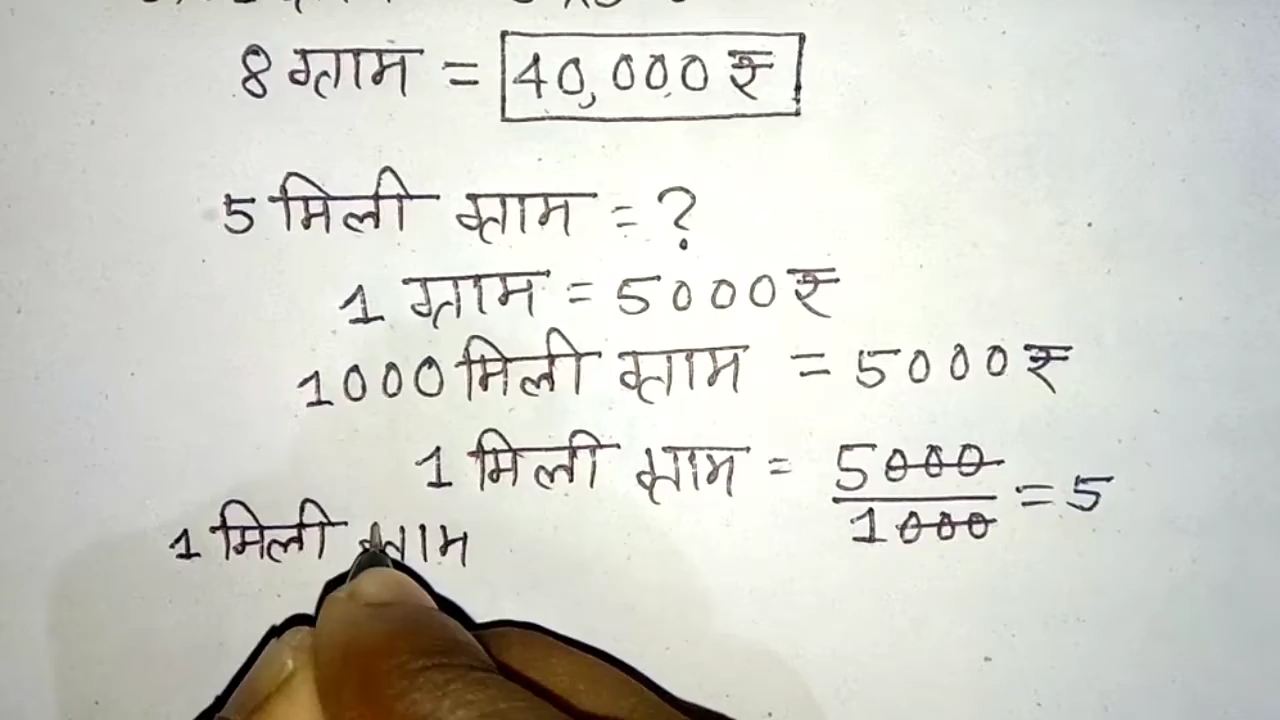 8 ग्राम = 40,000 ₹
5 मिली ग्राम = ?
1 ग्राम = 5000 ₹
1000 मिली ग्राम = 5000 ₹
1 मिली ग्राम = 5000/1000 = 5
1 मिली ग्राम